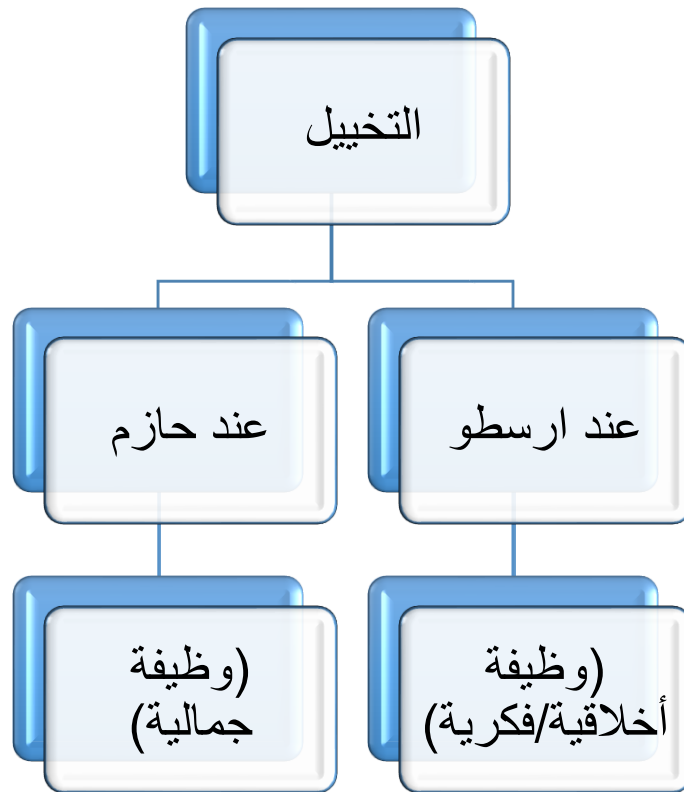 التخييل
عند ارسطو
عند حازم
(وظيفة
أخلاقية/فكرية)
(وظيفة
جمالية)